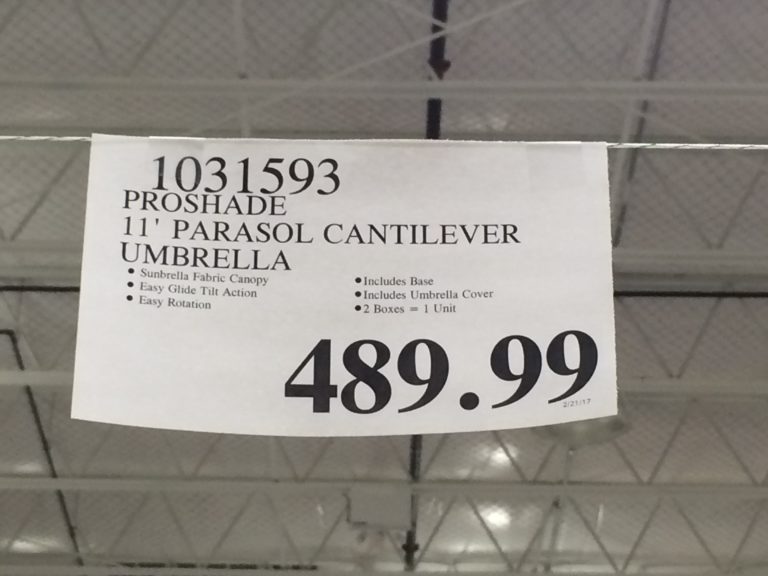 1031593
PROSHADE
11' PARASOL CANTILEVER
UMBRELLA
• Sunbrella Fabric Canopy
• Easy Glide Tilt Action
• Easy Rotation
• Includes Base
• Includes Umbrella Cover
• 2 Boxes = 1 Unit
489.99
2/21/17